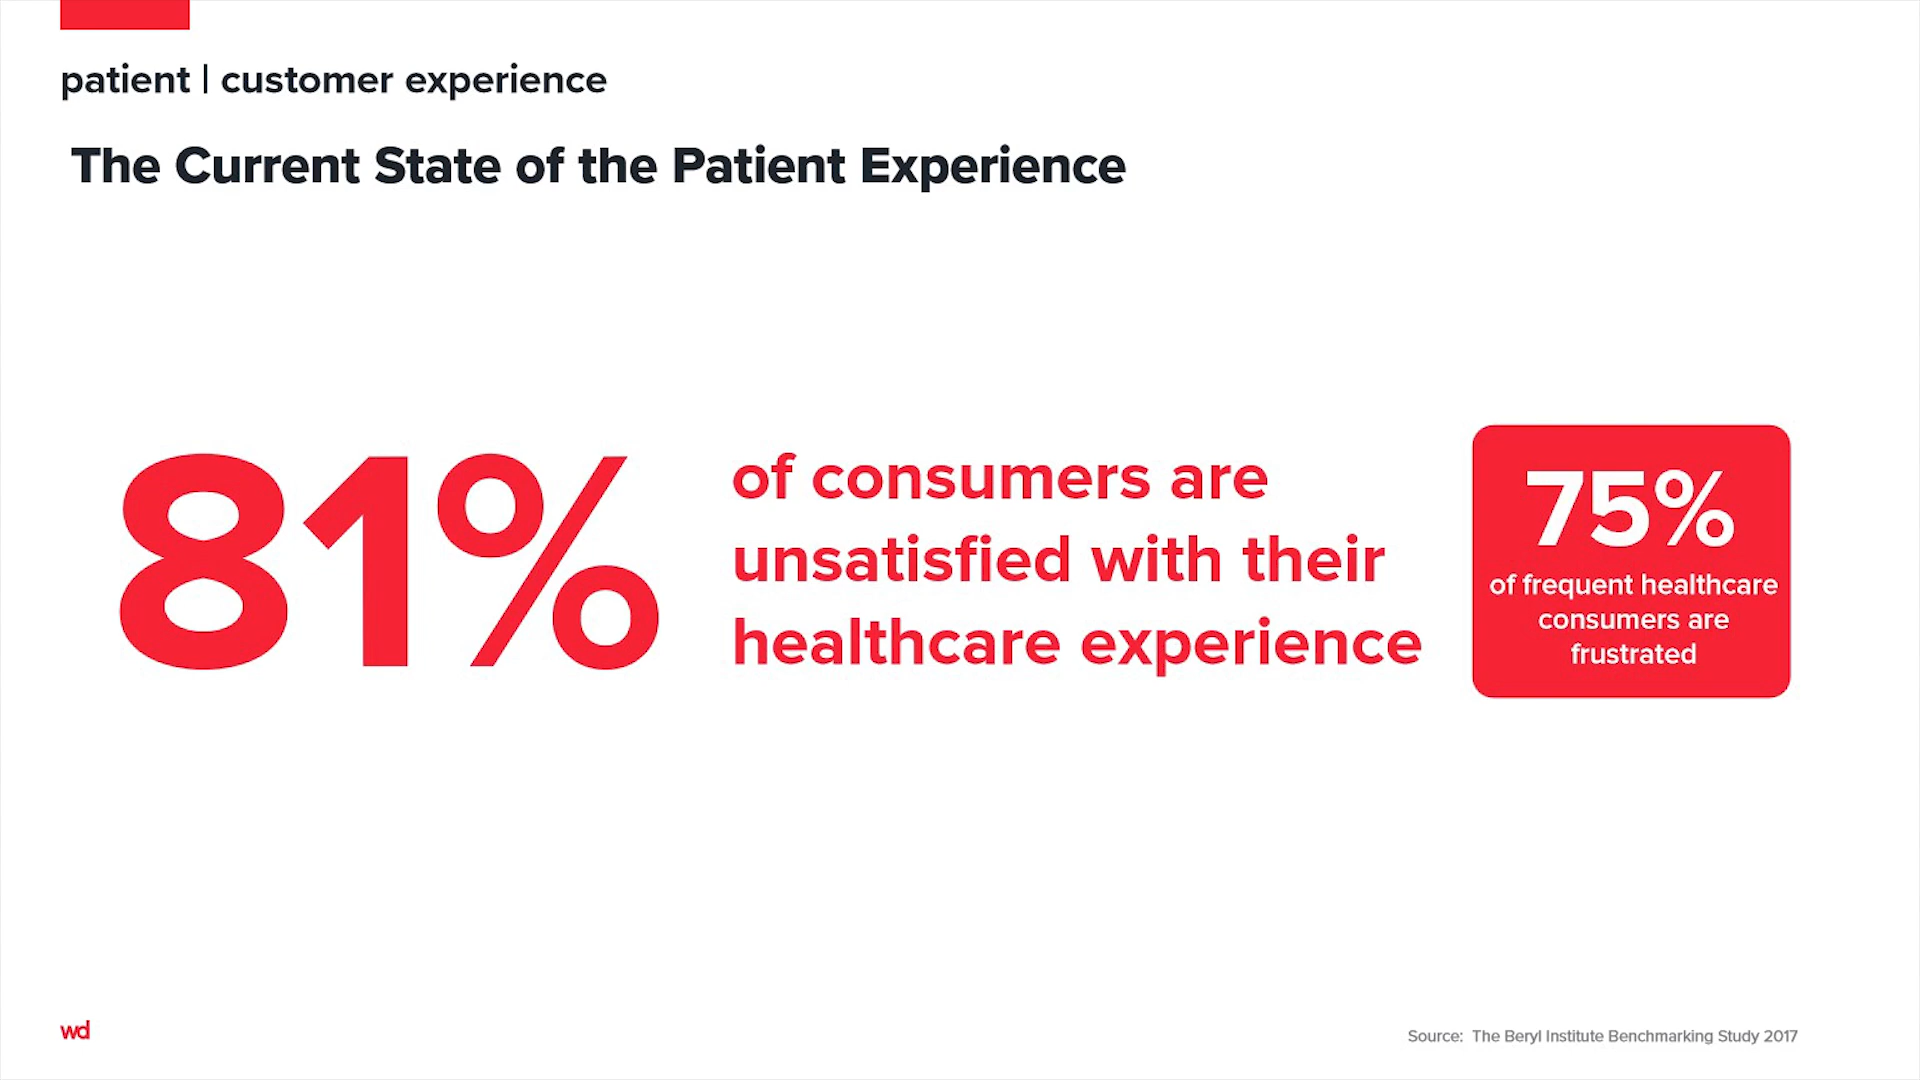 patient | customer experience
The Current State of the Patient Experience
81%
of consumers are
unsatisfied with their
healthcare experience
75%
of frequent healthcare
consumers are
frustrated
wd
Source: The Beryl Institute Benchmarking Study 2017